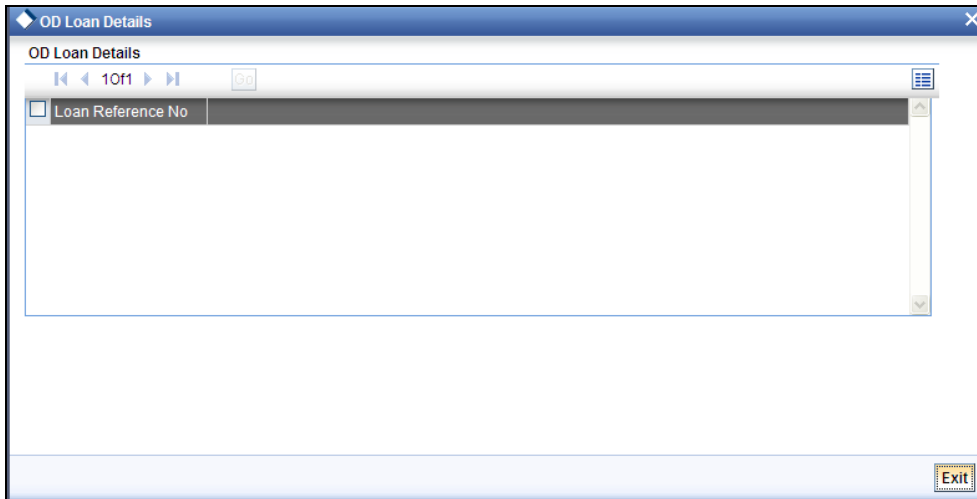 OD Loan Details
OD Loan Details
1Of1 Go
Loan Reference No
Exit